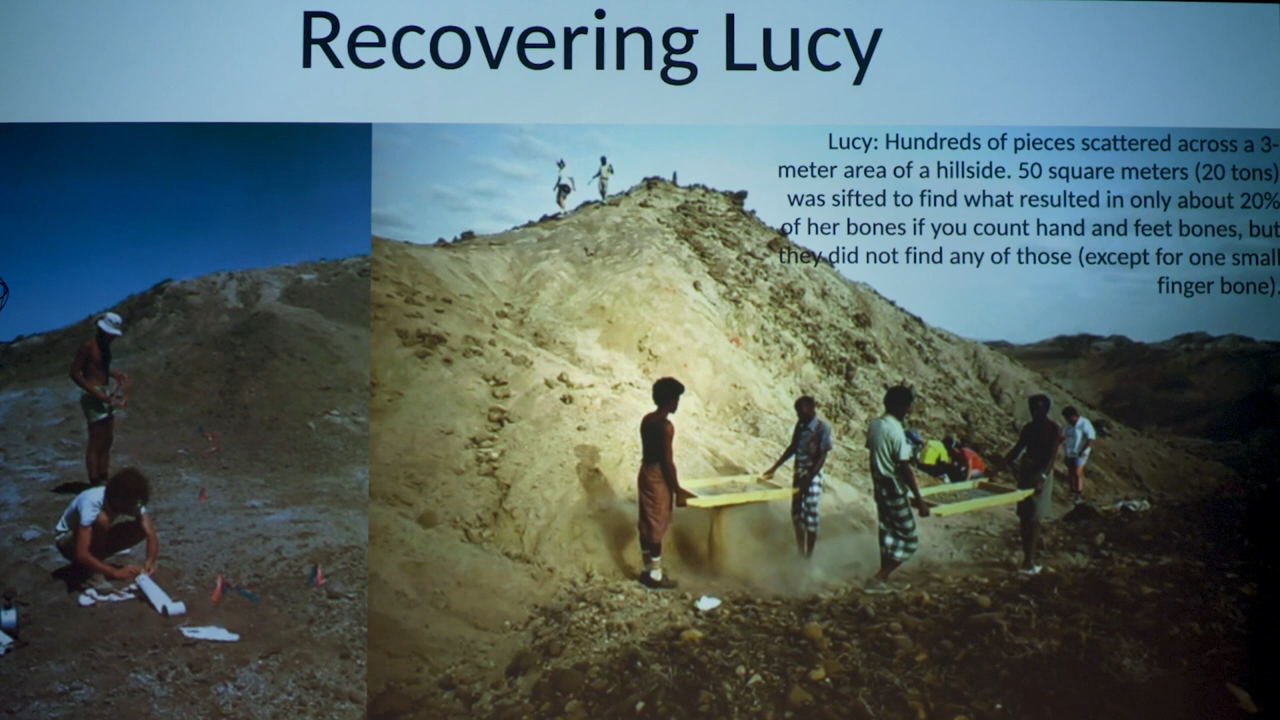 Recovering Lucy
Lucy: Hundreds of pieces scattered across a 3-
meter area of a hillside. 50 square meters (20 tons)
was sifted to find what resulted in only about 20%
of her bones if you count hand and feet bones, but
they did not find any of those (except for one small
finger bone).